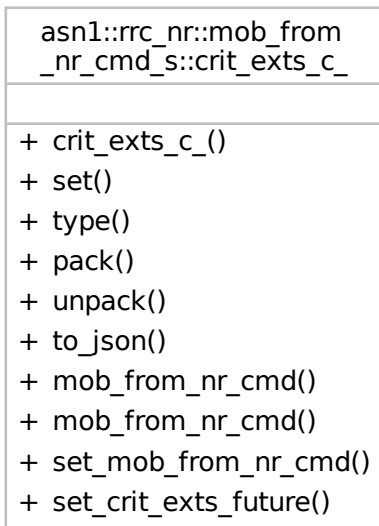 asn1::rrc_nr::mob_from
_nr_cmd_s::crit_exts_c_
+ crit_exts_c_()
+ set()
+ type()
+ pack()
+ unpack()
+ to_json()
+ mob_from_nr_cmd()
+ mob_from_nr_cmd()
+ set_mob_from_nr_cmd()
+ set_crit_exts_future()